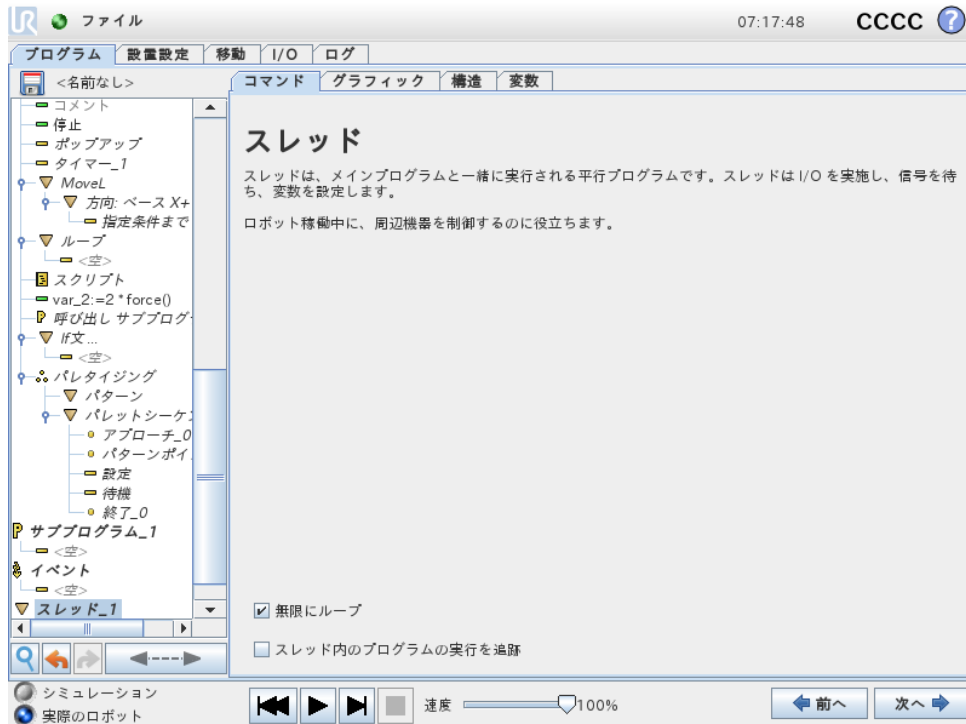 UR ファイル 07:17:48 CCCC ?
プログラム 設置設定 移動 I/O ログ
<名前なし>
コマンド グラフィック 構造 変数
コメント
停止
ポップアップ
タイマー_1
MoveL
方向: ベース X+
指定条件まで
ループ
<空>
スクリプト
var_2:=2 * force()
呼び出し サブプログ
If文 ...
<空>
パレタイジング
パターン
パレットシーケン
アプローチ_0
パターンポイ
設定
待機
終了_0
P サブプログラム_1
<空>
イベント
<空>
スレッド_1
スレッド
スレッドは、メインプログラムと一緒に実行される平行プログラムです。スレッドは I/O を実施し、信号を待
ち、変数を設定します。
ロボット稼働中に、周辺機器を制御するのに役立ちます。
無限にループ
スレッド内のプログラムの実行を追跡
シミュレーション
実際のロボット
速度 100%
前へ 次へ